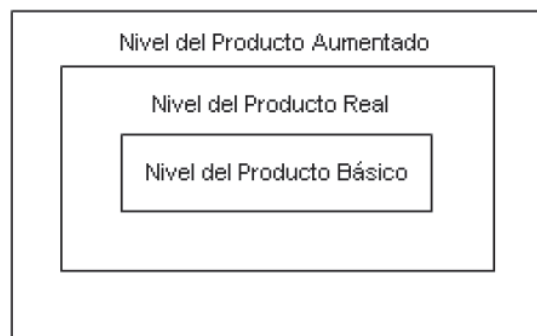 Nivel del Producto Aumentado
Nivel del Producto Real
Nivel del Producto Básico